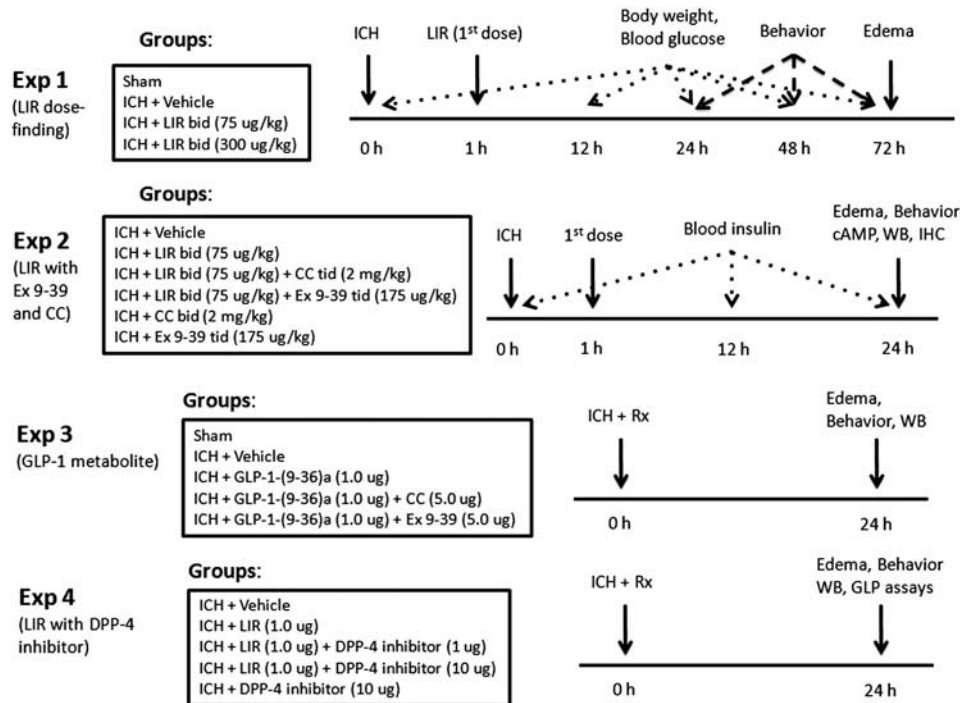 Groups:
Exp 1
(LIR dose-
finding)
Sham
ICH + Vehicle
ICH + LIR bid (75 ug/kg)
ICH + LIR bid (300 ug/kg)
ICH
LIR (1st dose)
Body weight,
Blood glucose
Behavior
Edema
0 h
1 h
12 h
24 h
48 h
72 h
Groups:
Exp 2
(LIR with
Ex 9-39
and CC)
ICH + Vehicle
ICH + LIR bid (75 ug/kg)
ICH + LIR bid (75 ug/kg) + CC tid (2 mg/kg)
ICH + LIR bid (75 ug/kg) + Ex 9-39 tid (175 ug/kg)
ICH + CC bid (2 mg/kg)
ICH + Ex 9-39 tid (175 ug/kg)
ICH
1st dose
Blood insulin
Edema, Behavior
cAMP, WB, IHC
0 h
1 h
12 h
24 h
Groups:
Exp 3
(GLP-1 metabolite)
Sham
ICH + Vehicle
ICH + GLP-1-(9-36)a (1.0 ug)
ICH + GLP-1-(9-36)a (1.0 ug) + CC (5.0 ug)
ICH + GLP-1-(9-36)a (1.0 ug) + Ex 9-39 (5.0 ug)
ICH + Rx
Edema,
Behavior, WB
0 h
24 h
Groups:
Exp 4
(LIR with DPP-4
inhibitor)
ICH + Vehicle
ICH + LIR (1.0 ug)
ICH + LIR (1.0 ug) + DPP-4 inhibitor (1 ug)
ICH + LIR (1.0 ug) + DPP-4 inhibitor (10 ug)
ICH + DPP-4 inhibitor (10 ug)
ICH + Rx
Edema, Behavior
WB, GLP assays
0 h
24 h